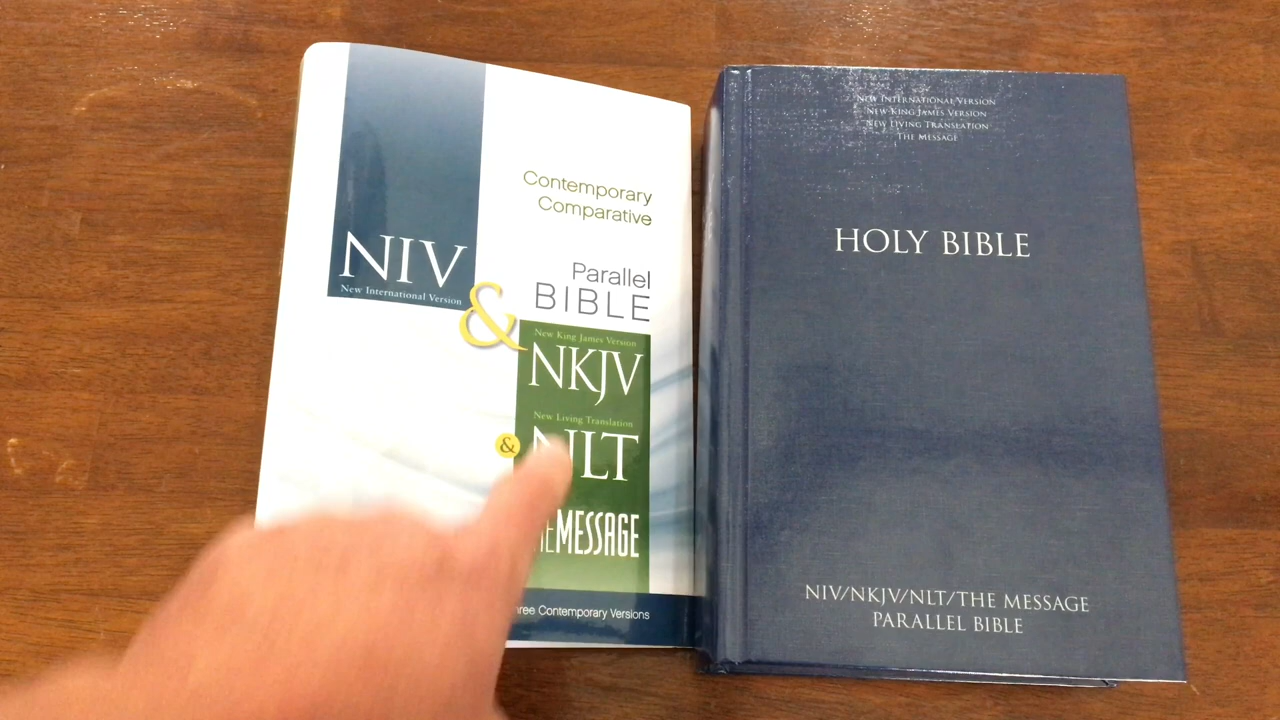 NIV
New International Version
&
Contemporary
Comparative
Parallel
BIBLE
New King James Version
NKJV
New Living Translation
&
NLT
MESSAGE
Contemporary Versions
New International Version
New King James Version
New Living Translation
The Message
HOLY BIBLE
NIV/NKJV/NLT/THE MESSAGE
PARALLEL BIBLE